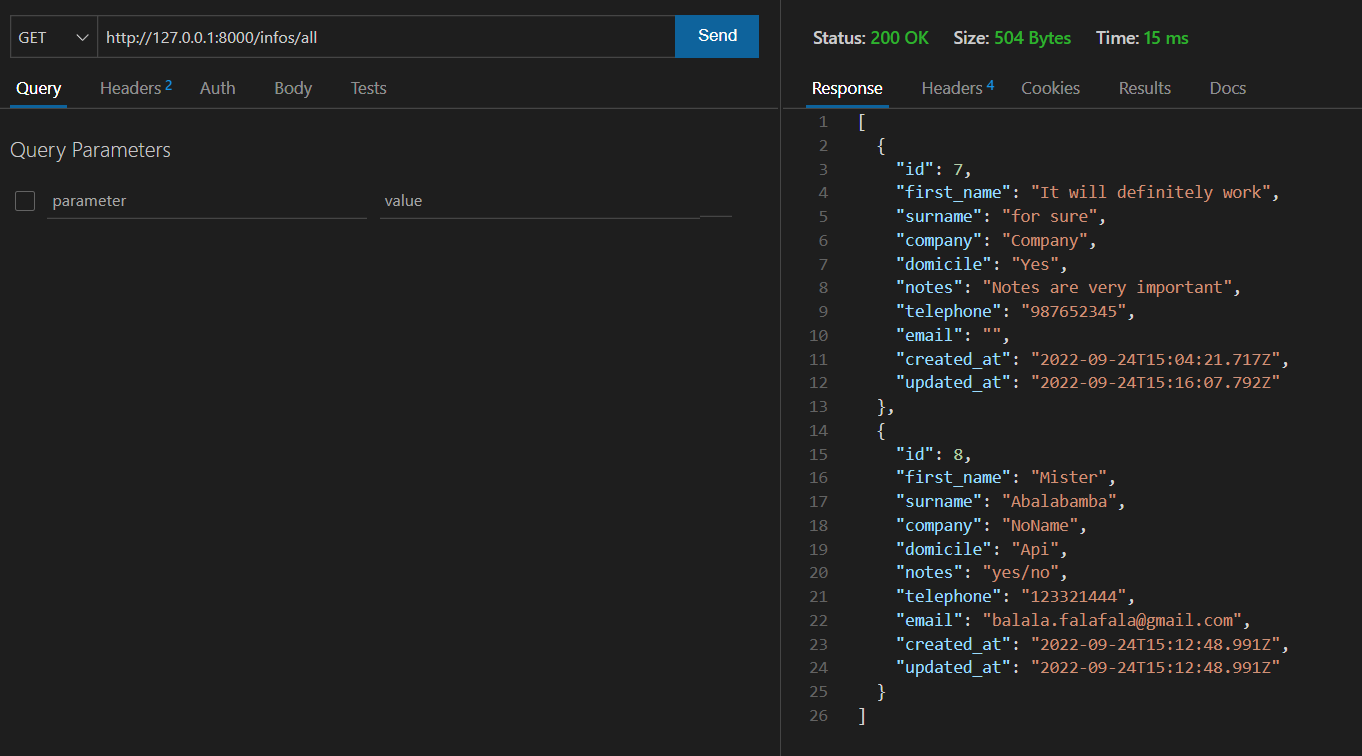 GET http://127.0.0.1:8000/infos/all Send
Query Headers 2 Auth Body Tests
Query Parameters
parameter value
Status: 200 OK Size: 504 Bytes Time: 15 ms
Response Headers 4 Cookies Results Docs
1 [
2 {
3 "id": 7,
4 "first_name": "It will definitely work",
5 "surname": "for sure",
6 "company": "Company",
7 "domicile": "Yes",
8 "notes": "Notes are very important",
9 "telephone": "987652345",
10 "email": "",
11 "created_at": "2022-09-24T15:04:21.717Z",
12 "updated_at": "2022-09-24T15:16:07.792Z"
13 },
14 {
15 "id": 8,
16 "first_name": "Mister",
17 "surname": "Abalabamba",
18 "company": "NoName",
19 "domicile": "Api",
20 "notes": "yes/no",
21 "telephone": "123321444",
22 "email": "balala.falafala@gmail.com",
23 "created_at": "2022-09-24T15:12:48.991Z",
24 "updated_at": "2022-09-24T15:12:48.991Z"
25 }
26 ]